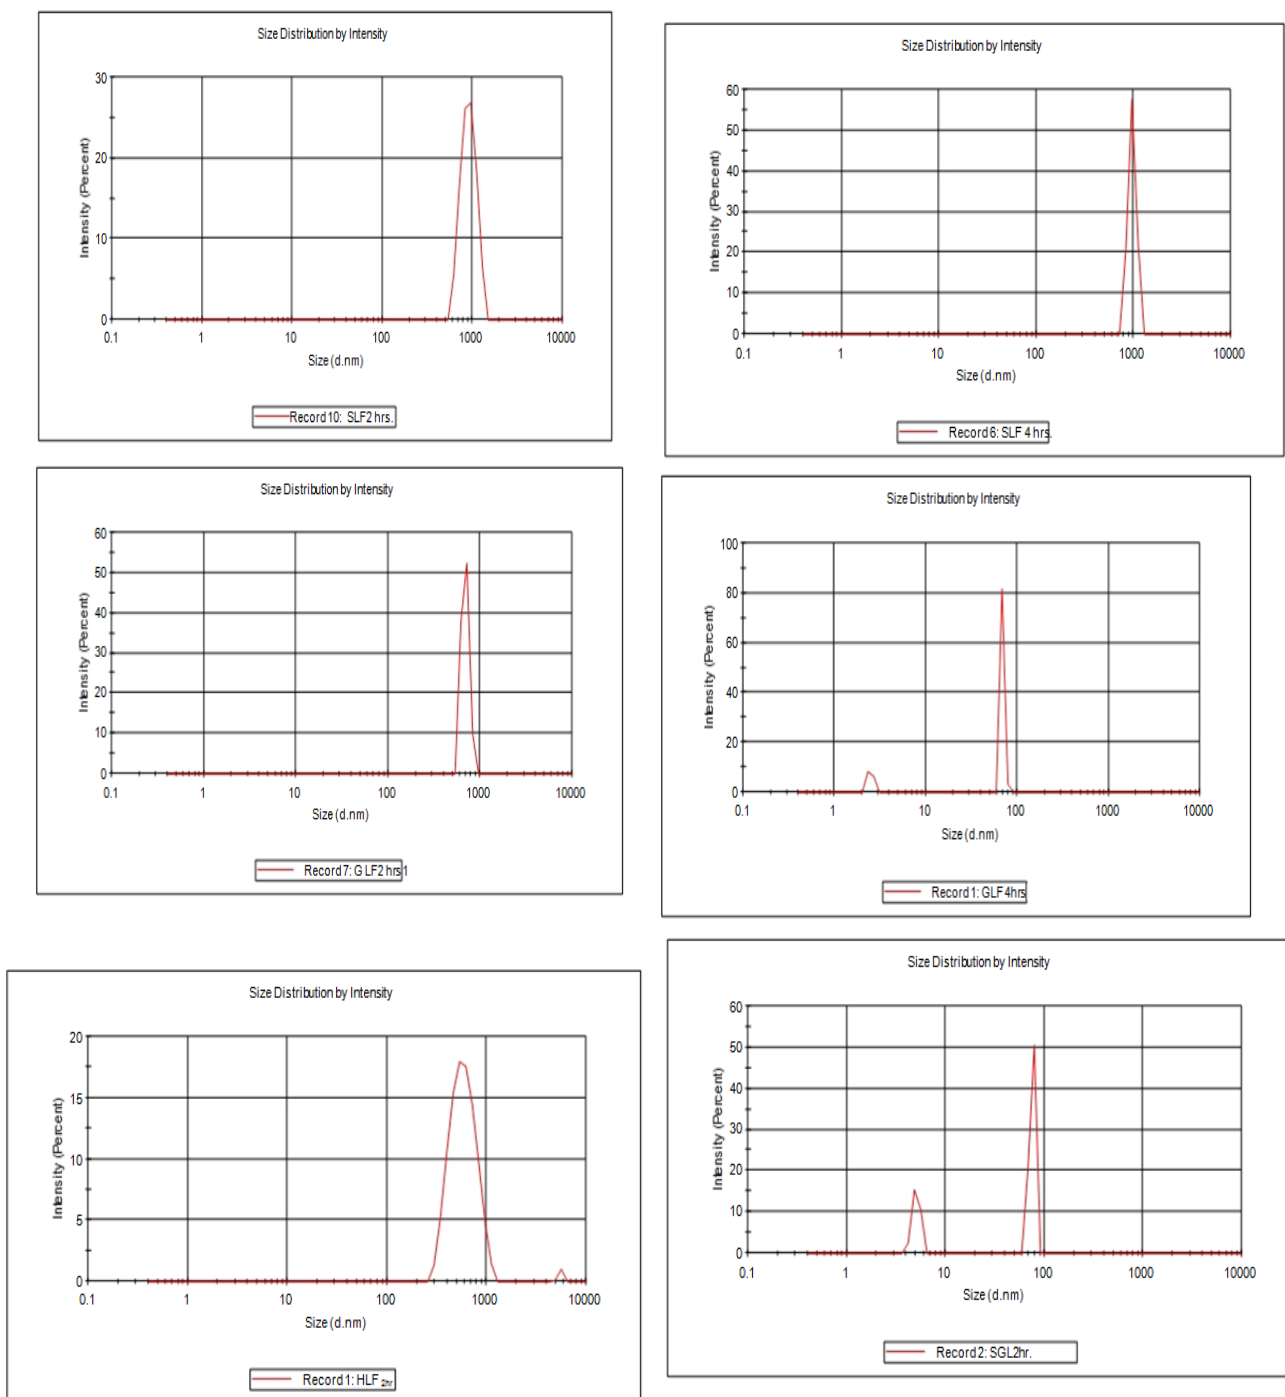 Size Distribution by Intensity
30
20
10
0
Intensity (Percent)
0.1 1 10 100 1000 10000
Size (d.nm)
Record 10: SLF2 hrs.
Size Distribution by Intensity
60
50
40
30
20
10
0
Intensity (Percent)
0.1 1 10 100 1000 10000
Size (d.nm)
Record 6: SLF 4 hrs.
Size Distribution by Intensity
60
50
40
30
20
10
0
Intensity (Percent)
0.1 1 10 100 1000 10000
Size (d.nm)
Record 7: G LF2 hrs 1
Size Distribution by Intensity
100
80
60
40
20
0
Intensity (Percent)
0.1 1 10 100 1000 10000
Size (d.nm)
Record 1: GLF 4hrs
Size Distribution by Intensity
20
15
10
5
0
Intensity (Percent)
0.1 1 10 100 1000 10000
Size (d.nm)
Record 1: HLF 2hr
Size Distribution by Intensity
60
50
40
30
20
10
0
Intensity (Percent)
0.1 1 10 100 1000 10000
Size (d.nm)
Record 2: SGL2hr.